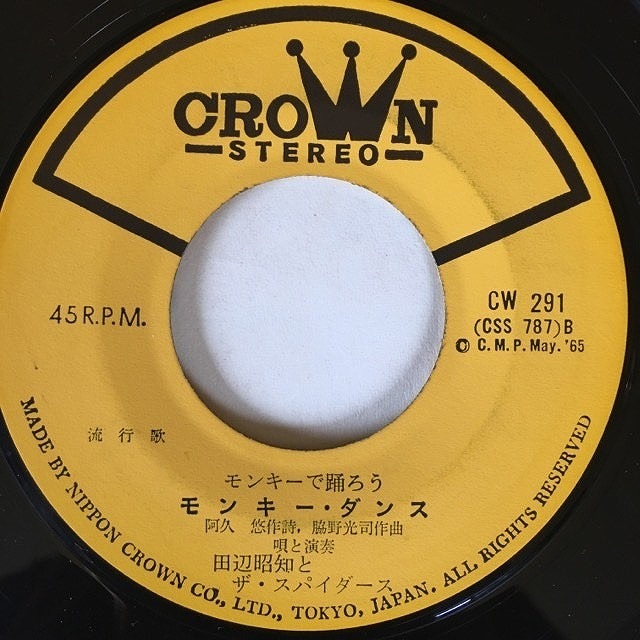 CROWN
STEREO
45 R.P.M.
CW 291
(CSS 787) B
© C. M. P. May. '65
流行歌
モンキーで踊ろう
モンキー・ダンス
阿久 悠作詩, 脇野光司作曲
唄と演奏
田辺昭知と
ザ・スパイダース
MADE BY NIPPON CROWN CO., LTD., TOKYO, JAPAN. ALL RIGHTS RESERVED